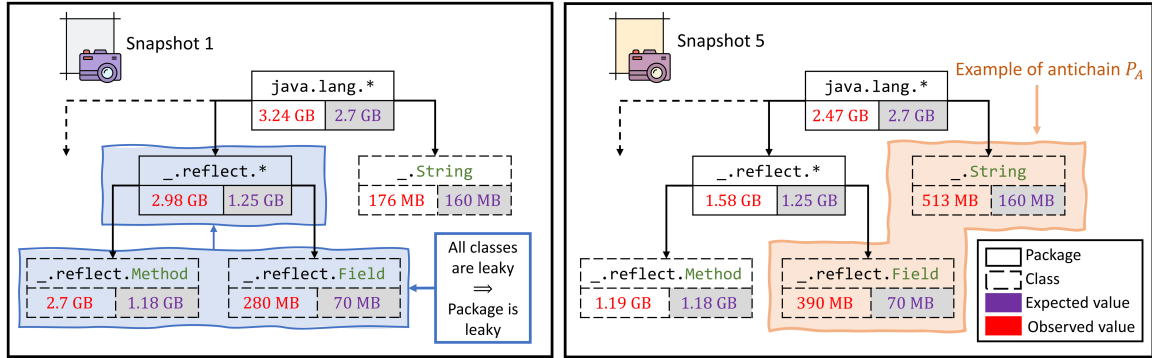 Snapshot 1
java.lang.*
3.24 GB 2.7 GB
_.reflect.*
2.98 GB 1.25 GB
_.String
176 MB 160 MB
_.reflect.Method
2.7 GB 1.18 GB
_.reflect.Field
280 MB 70 MB
All classes
are leaky
⟹
Package is
leaky
Snapshot 5
Example of antichain P_A
java.lang.*
2.47 GB 2.7 GB
_.reflect.*
1.58 GB 1.25 GB
_.String
513 MB 160 MB
_.reflect.Method
1.19 GB 1.18 GB
_.reflect.Field
390 MB 70 MB
Package
Class
Expected value
Observed value